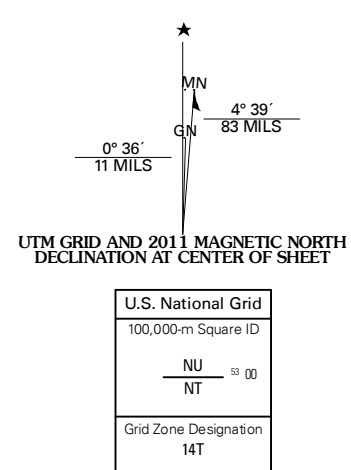 ★
MN
4° 39´
83 MILS
GN
0° 36´
11 MILS
UTM GRID AND 2011 MAGNETIC NORTH
DECLINATION AT CENTER OF SHEET
U.S. National Grid
100,000-m Square ID
NU
53 00
NT
Grid Zone Designation
14T